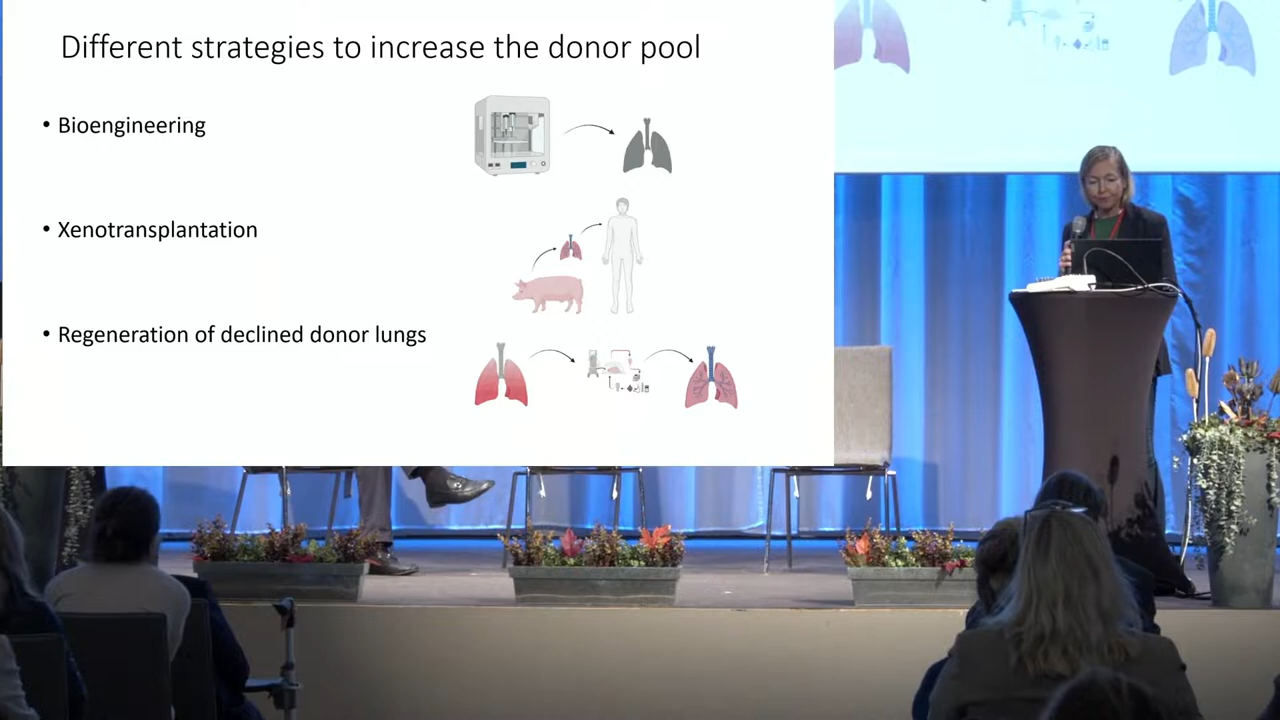 Different strategies to increase the donor pool
• Bioengineering
• Xenotransplantation
• Regeneration of declined donor lungs